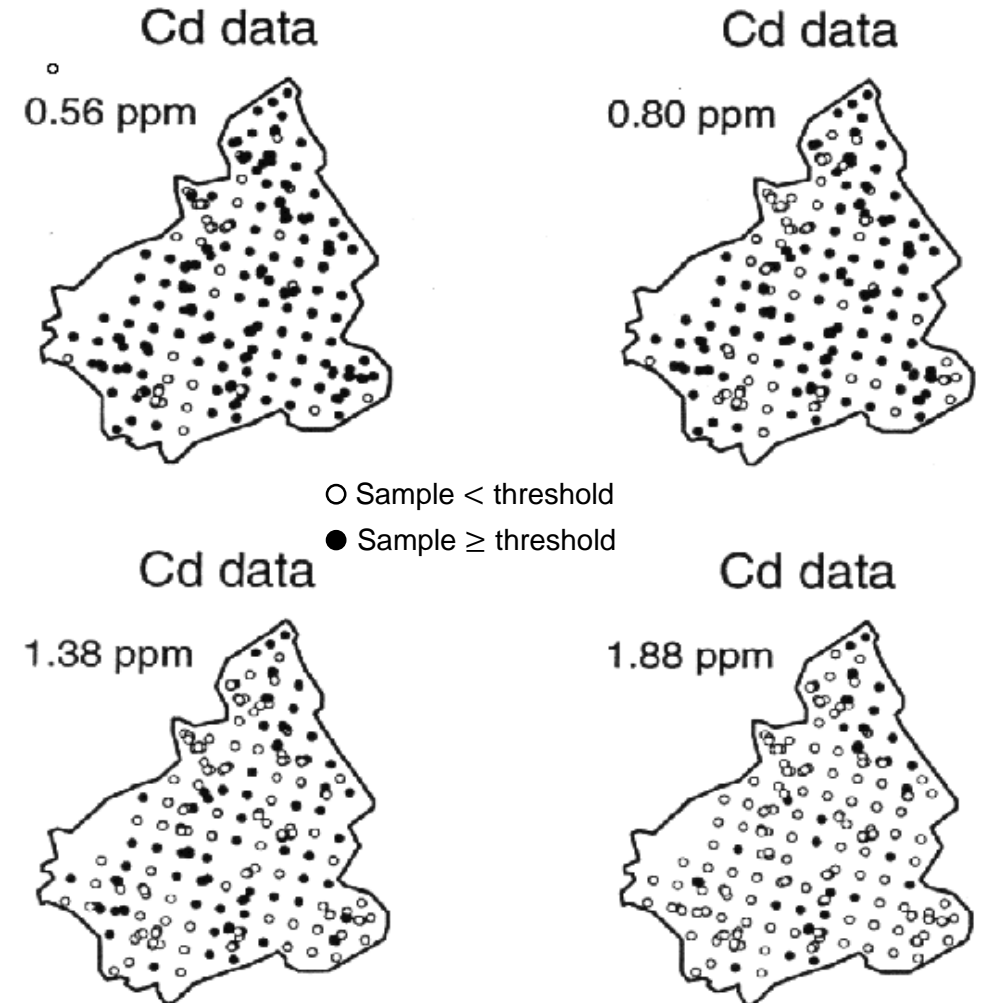 Cd data
0.56 ppm
Cd data
0.80 ppm
Sample < threshold
Sample ≥ threshold
Cd data
1.38 ppm
Cd data
1.88 ppm